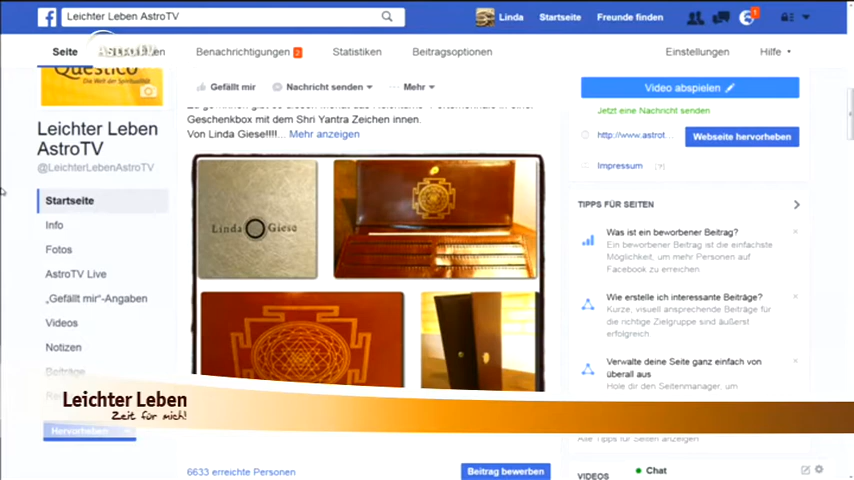 Leichter Leben AstroTV
Linda
Startseite
Freunde finden
Seite
AstroTV
Benachrichtigungen 2
Statistiken
Beitragsoptionen
Einstellungen
Hilfe
Questico
Die Welt der Spiritualität
Leichter Leben
AstroTV
@LeichterLebenAstroTV
Startseite
Info
Fotos
AstroTV Live
„Gefällt mir“-Angaben
Videos
Notizen
Beiträge
Hervorheben
Gefällt mir
Nachricht senden
Mehr
Geschenkbox mit dem Shri Yantra Zeichen innen.
Von Linda Giese!!!!... Mehr anzeigen
Linda Giese
6633 erreichte Personen
Beitrag bewerben
Video abspielen
Jetzt eine Nachricht senden
http://www.astrot...
Webseite hervorheben
Impressum [?]
TIPPS FÜR SEITEN
Was ist ein beworbener Beitrag?
Ein beworbener Beitrag ist die einfachste
Möglichkeit, um mehr Personen auf
Facebook zu erreichen
Wie erstelle ich interessante Beiträge?
Kurze, visuell ansprechende Beiträge für
die richtige Zielgruppe sind äußerst
erfolgreich.
Verwalte deine Seite ganz einfach von
überall aus
Hole dir den Seitenmanager, um
Alle Tipps für Seiten anzeigen
VIDEOS
Chat
Leichter Leben
Zeit für mich!